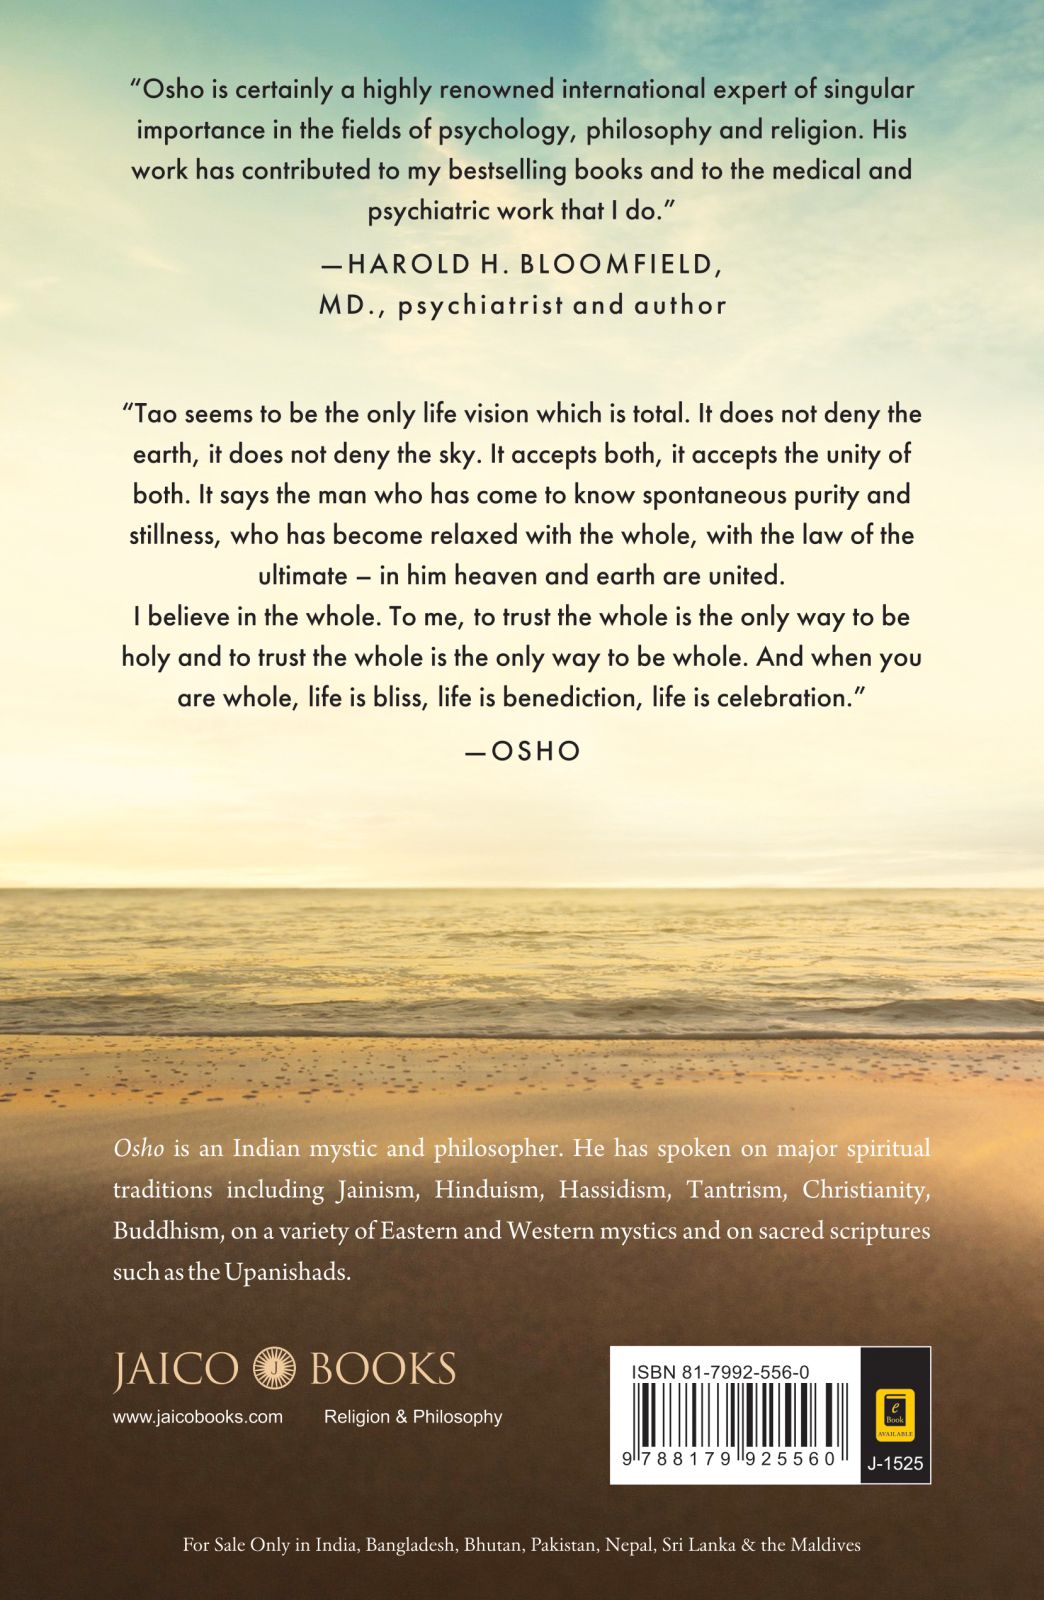 “Osho is certainly a highly renowned international expert of singular
importance in the fields of psychology, philosophy and religion. His
work has contributed to my bestselling books and to the medical and
psychiatric work that I do.”
—HAROLD H. BLOOMFIELD,
MD., psychiatrist and author
“Tao seems to be the only life vision which is total. It does not deny the
earth, it does not deny the sky. It accepts both, it accepts the unity of
both. It says the man who has come to know spontaneous purity and
stillness, who has become relaxed with the whole, with the law of the
ultimate – in him heaven and earth are united.
I believe in the whole. To me, to trust the whole is the only way to be
holy and to trust the whole is the only way to be whole. And when you
are whole, life is bliss, life is benediction, life is celebration.”
—OSHO
Osho is an Indian mystic and philosopher. He has spoken on major spiritual
traditions including Jainism, Hinduism, Hassidism, Tantrism, Christianity,
Buddhism, on a variety of Eastern and Western mystics and on sacred scriptures
such as the Upanishads.
JAICO J BOOKS
www.jaicobooks.com Religion & Philosophy
ISBN 81-7992-556-0
9 788179 925560
e
Book
AVAILABLE
J-1525
For Sale Only in India, Bangladesh, Bhutan, Pakistan, Nepal, Sri Lanka & the Maldives